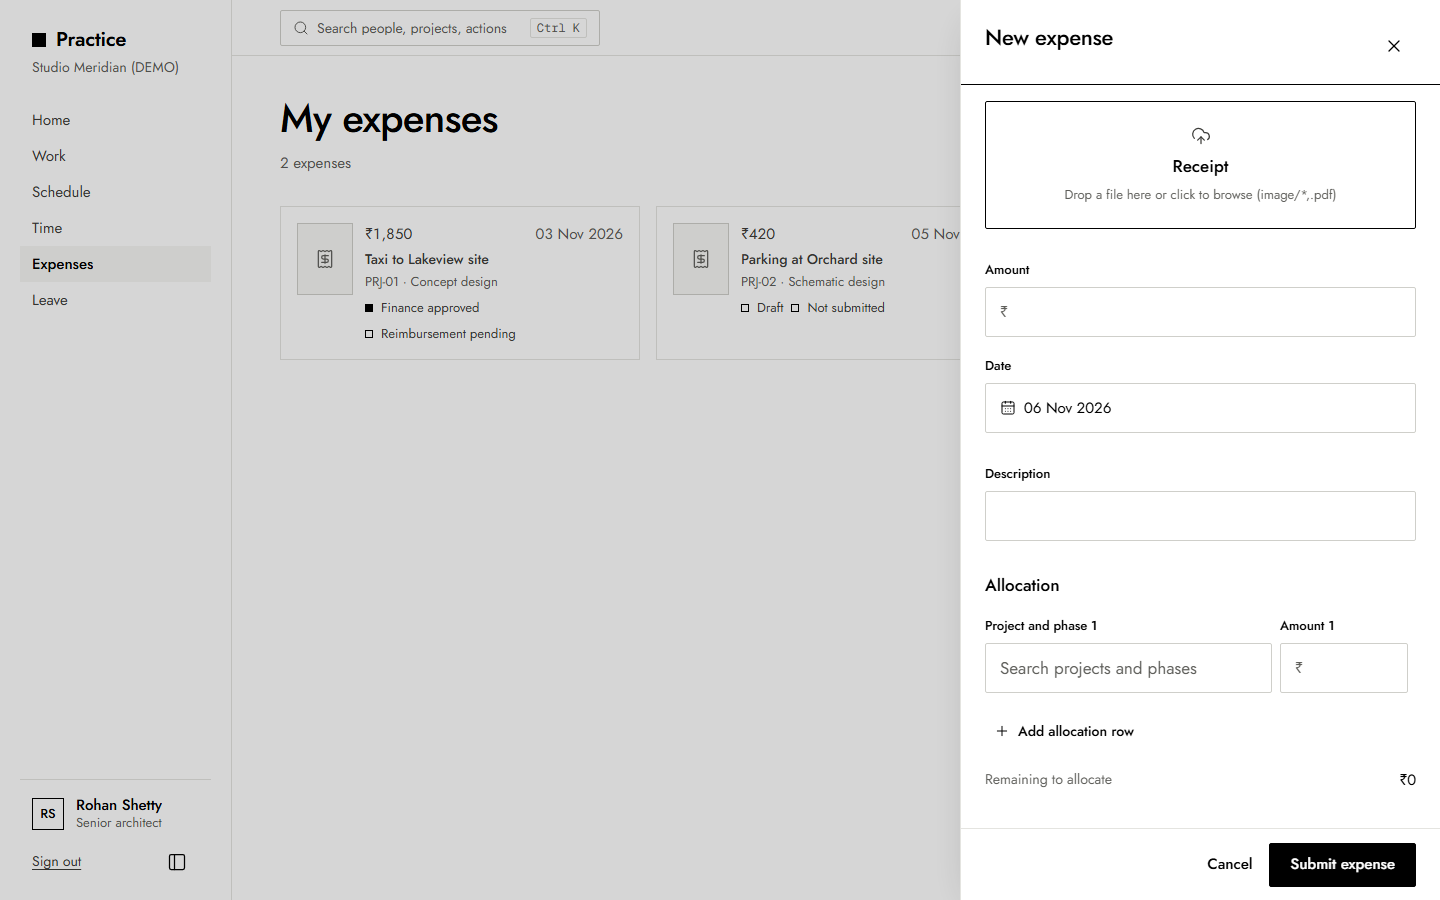 Practice
Studio Meridian (DEMO)
Home
Work
Schedule
Time
Expenses
Leave
RS
Rohan Shetty
Senior architect
Sign out
Search people, projects, actions
Ctrl K
My expenses
2 expenses
₹1,850
03 Nov 2026
Taxi to Lakeview site
PRJ-01 · Concept design
Finance approved
Reimbursement pending
₹420
05 Nov
Parking at Orchard site
PRJ-02 · Schematic design
Draft
Not submitted
New expense
Receipt
Drop a file here or click to browse (image/*,.pdf)
Amount
₹
Date
06 Nov 2026
Description
Allocation
Project and phase 1
Amount 1
Search projects and phases
₹
Add allocation row
Remaining to allocate
₹0
Cancel
Submit expense